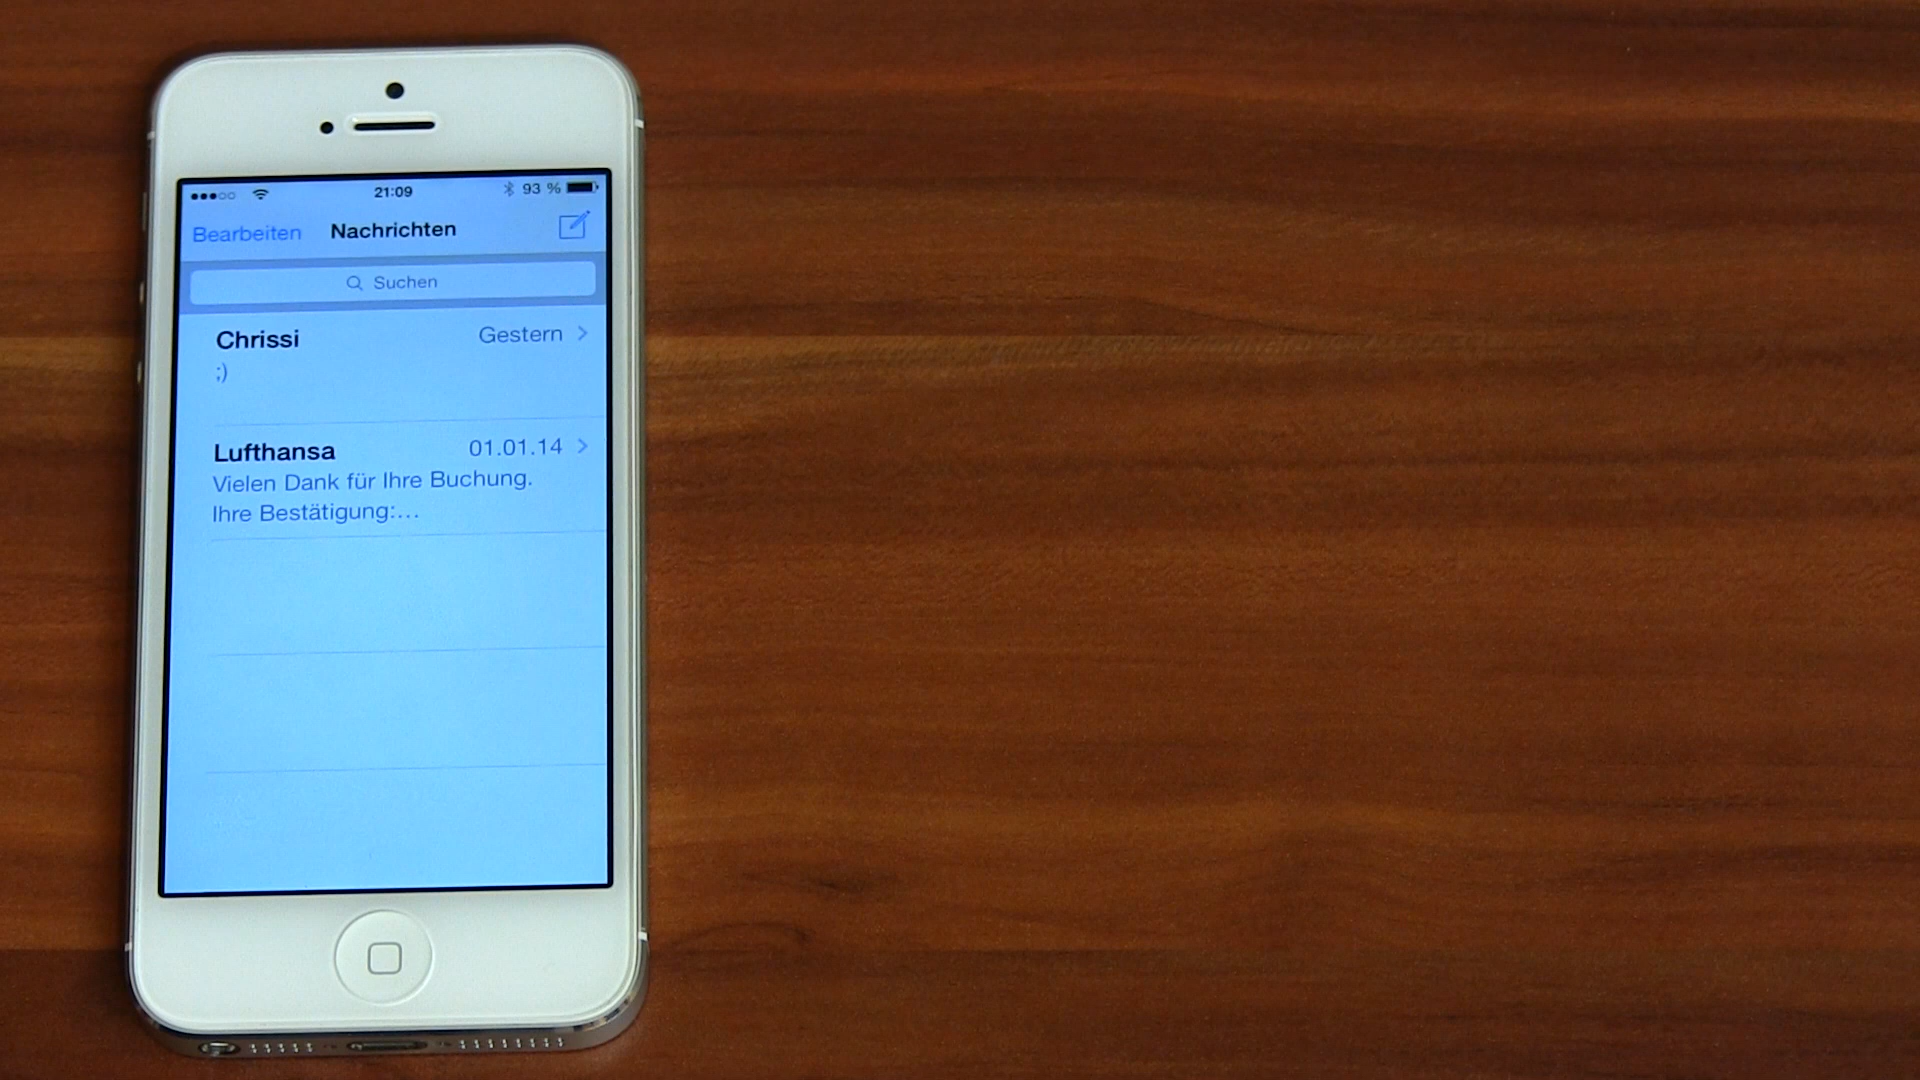 21:09 93 %
Bearbeiten Nachrichten
Suchen
Chrissi Gestern
;)
Lufthansa 01.01.14
Vielen Dank für Ihre Buchung.
Ihre Bestätigung:…